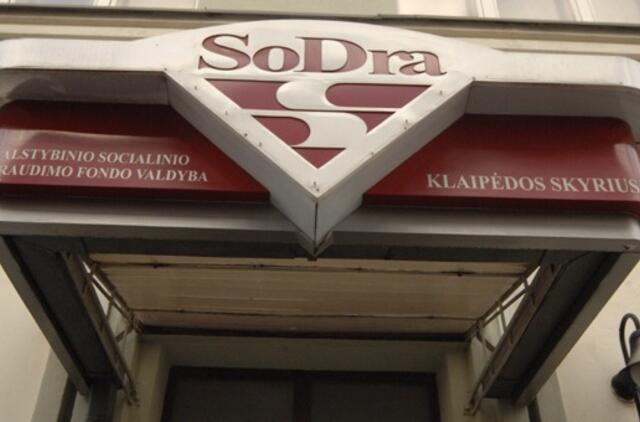 SoDra
S
ALSTYBINIO SOCIALINIO
RAUDIMO FONDO VALDYBA
KLAIPĖDOS SKYRIUS